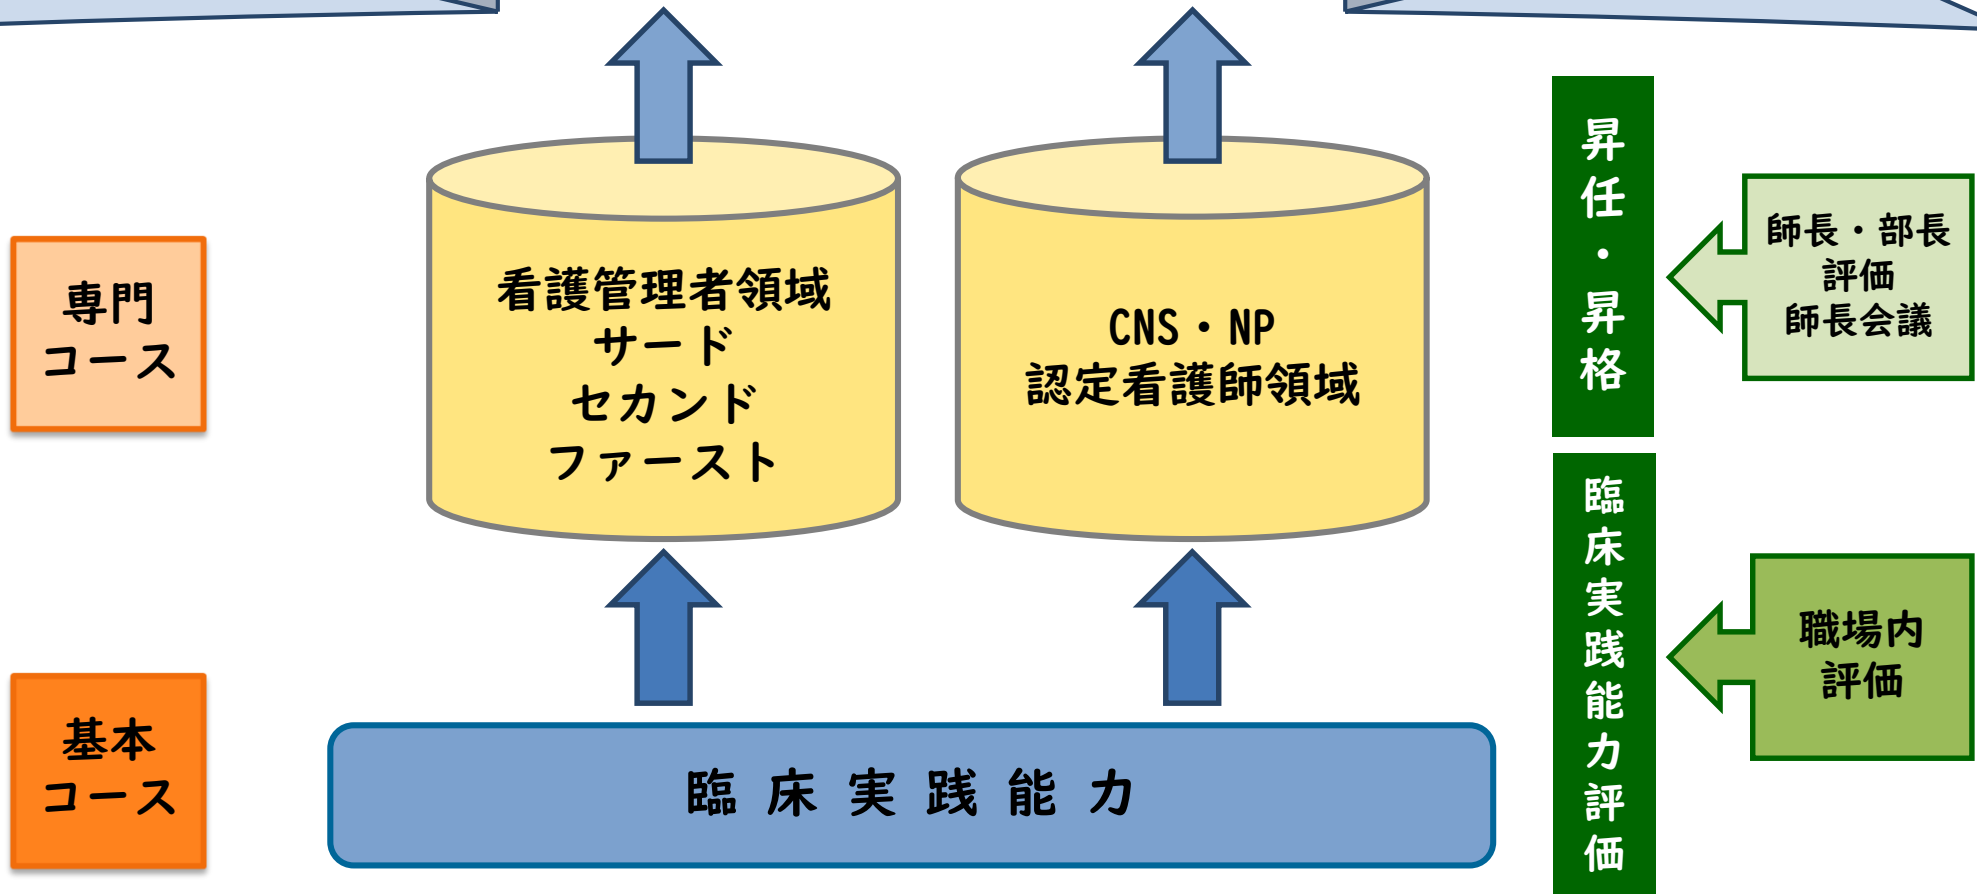 専門
コース
看護管理者領域
サード
セカンド
ファースト
CNS・NP
認定看護師領域
昇任・昇格
師長・部長
評価
師長会議
基本
コース
臨床実践能力
臨床実践能力評価
職場内
評価